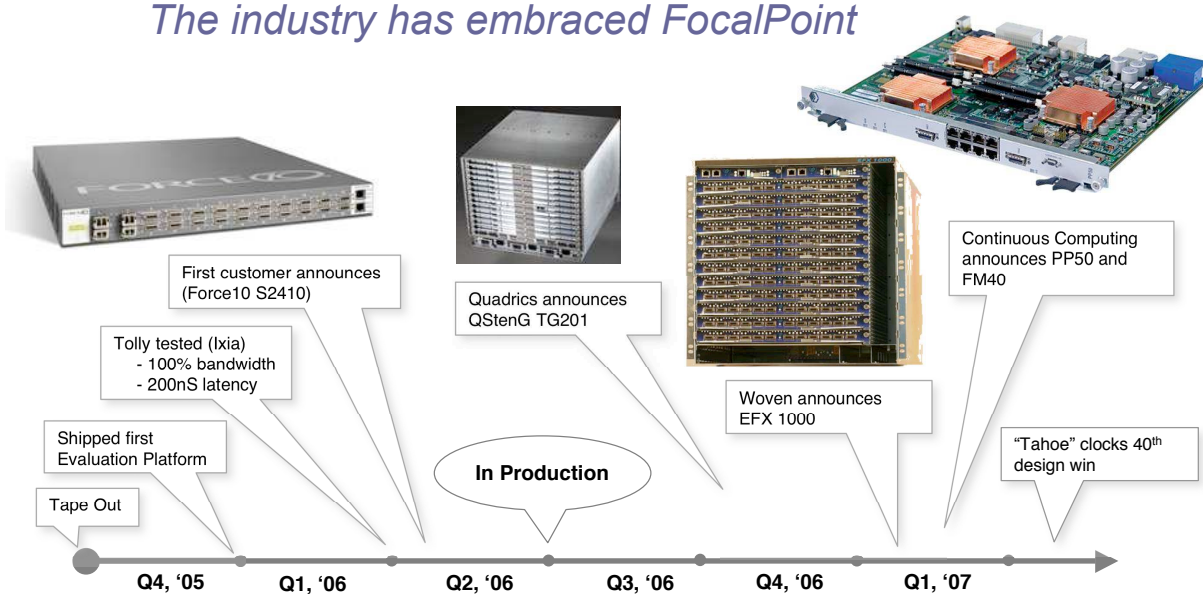 The industry has embraced FocalPoint
FORCE10
EFX 1000
First customer announces
(Force10 S2410)
Quadrics announces
QStenG TG201
Continuous Computing
announces PP50 and
FM40
Tolly tested (Ixia)
- 100% bandwidth
- 200nS latency
Woven announces
EFX 1000
Shipped first
Evaluation Platform
In Production
"Tahoe" clocks 40th
design win
Tape Out
Q4, '05
Q1, '06
Q2, '06
Q3, '06
Q4, '06
Q1, '07